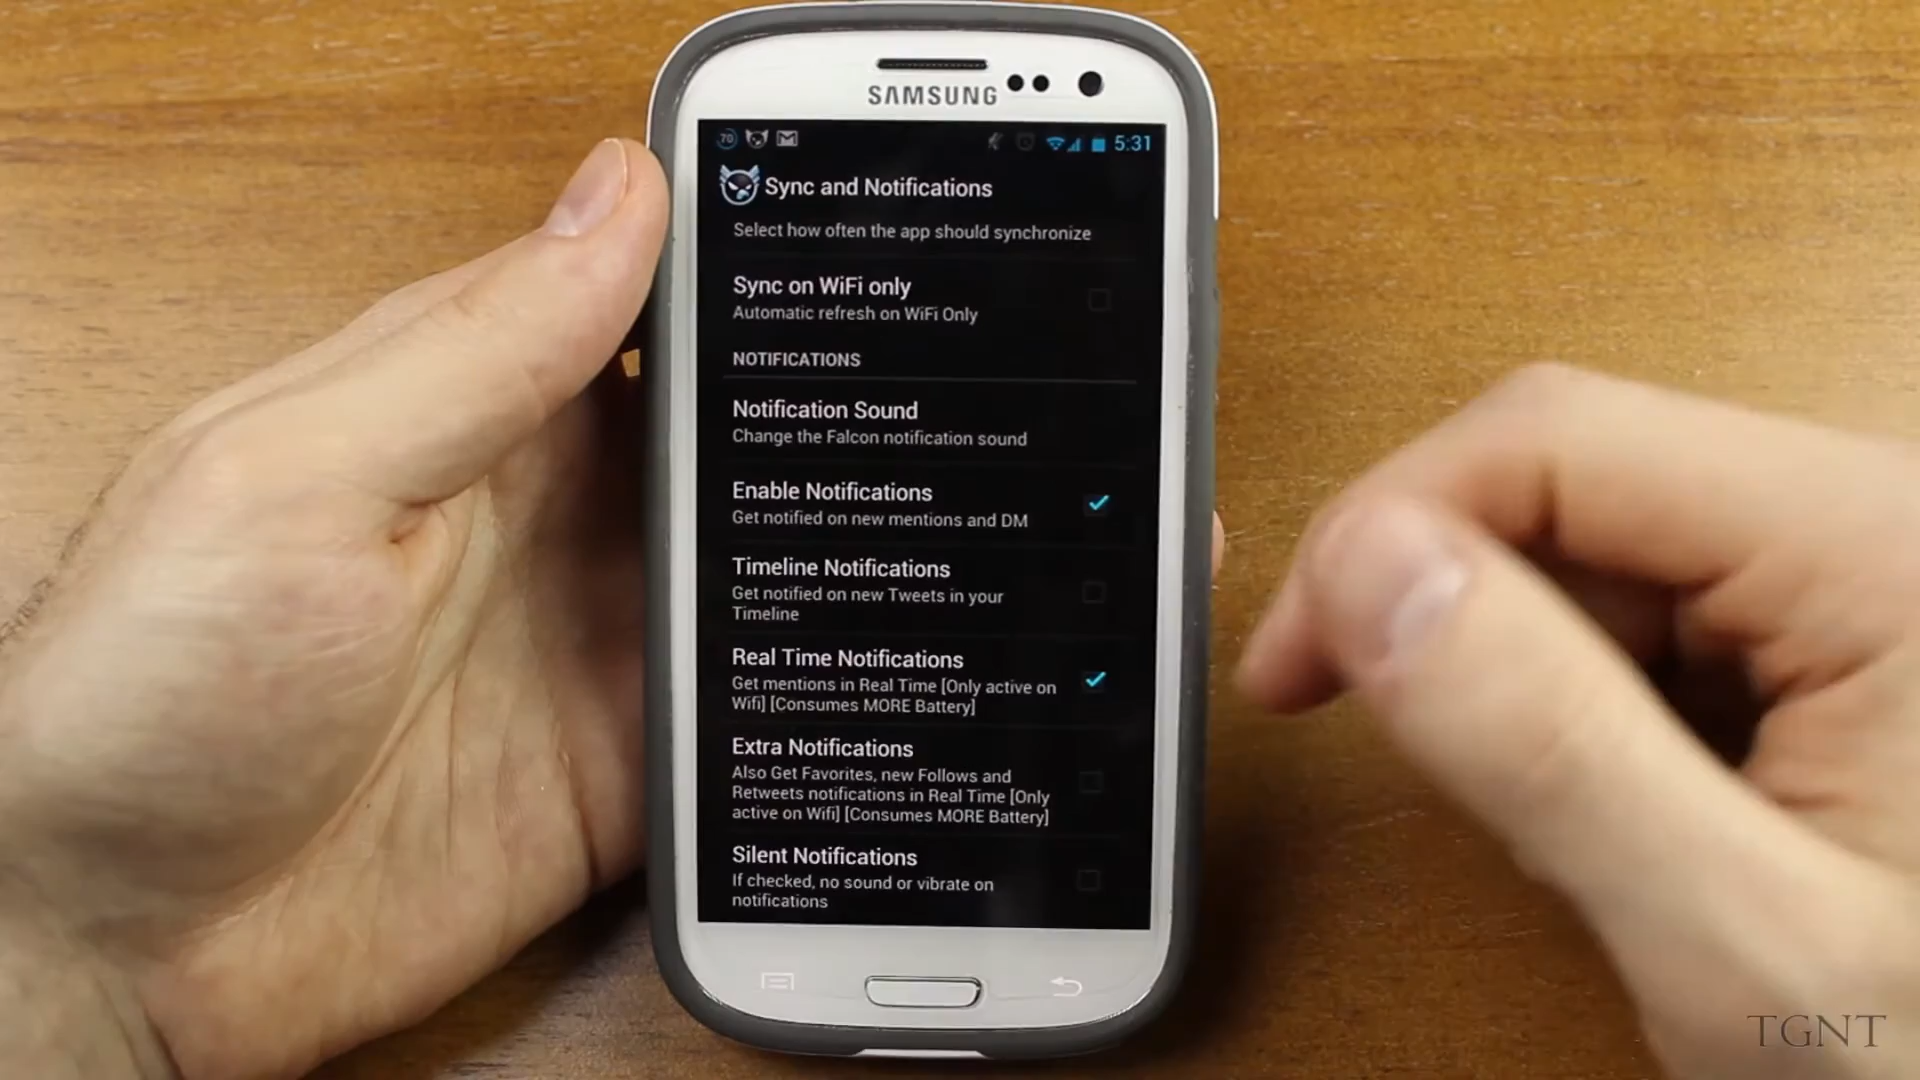 SAMSUNG
70
5:31
Sync and Notifications
Select how often the app should synchronize
Sync on WiFi only
Automatic refresh on WiFi Only
NOTIFICATIONS
Notification Sound
Change the Falcon notification sound
Enable Notifications
Get notified on new mentions and DM
Timeline Notifications
Get notified on new Tweets in your
Timeline
Real Time Notifications
Get mentions in Real Time [Only active on
Wifi] [Consumes MORE Battery]
Extra Notifications
Also Get Favorites, new Follows and
Retweets notifications in Real Time [Only
active on Wifi] [Consumes MORE Battery]
Silent Notifications
If checked, no sound or vibrate on
notifications
TGNT